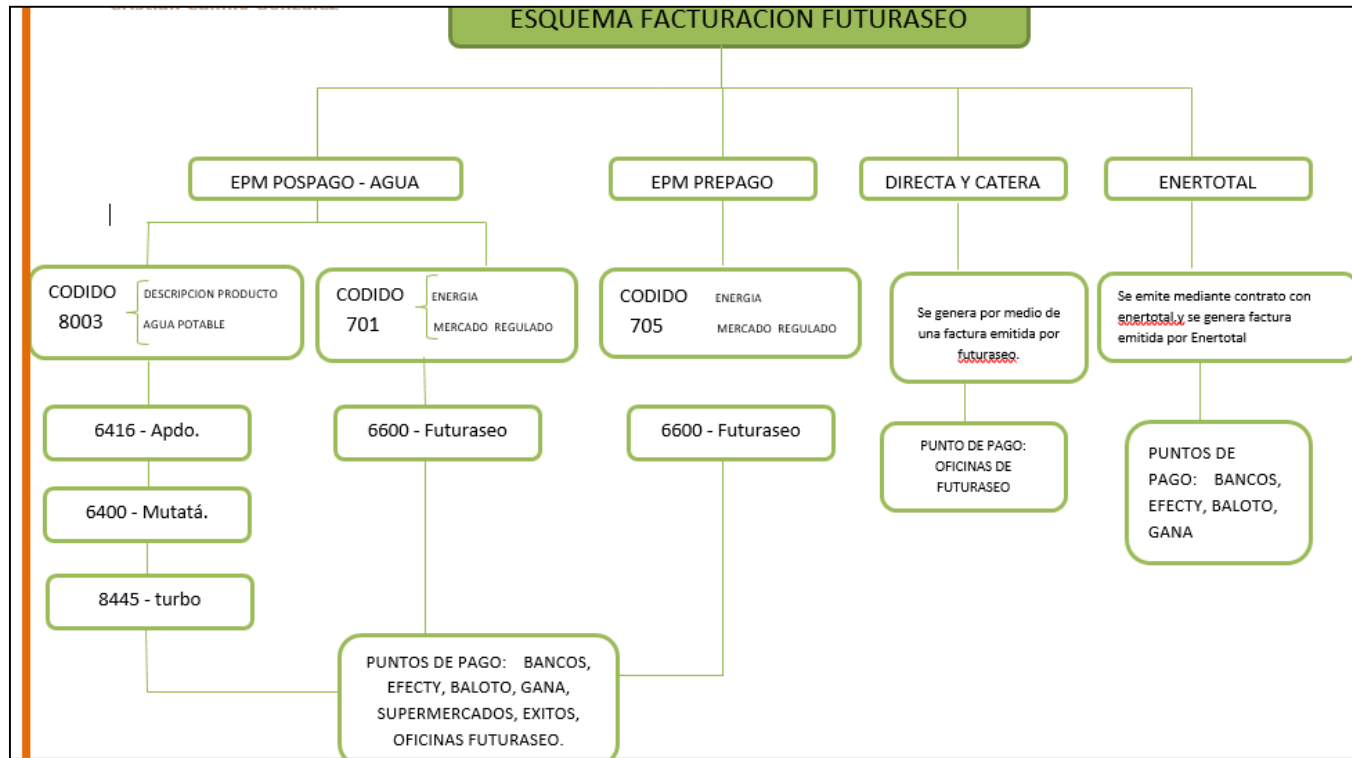 ESQUEMA FACTURACION FUTURASEO
EPM POSPAGO - AGUA
EPM PREPAGO
DIRECTA Y CATERA
ENERTOTAL
CODIDO
8003
DESCRIPCION PRODUCTO
AGUA POTABLE
CODIDO
701
ENERGIA
MERCADO REGULADO
CODIDO
705
ENERGIA
MERCADO REGULADO
Se genera por medio de
una factura emitida por
futuraseo.
Se emite mediante contrato con
enertotal.y se genera factura
emitida por Enertotal
6416 - Apdo.
6600 - Futuraseo
6600 - Futuraseo
PUNTO DE PAGO:
OFICINAS DE
FUTURASEO
PUNTOS DE
PAGO: BANCOS,
EFECTY, BALOTO,
GANA
6400 - Mutatá.
8445 - turbo
PUNTOS DE PAGO: BANCOS,
EFECTY, BALOTO, GANA,
SUPERMERCADOS, EXITOS,
OFICINAS FUTURASEO.